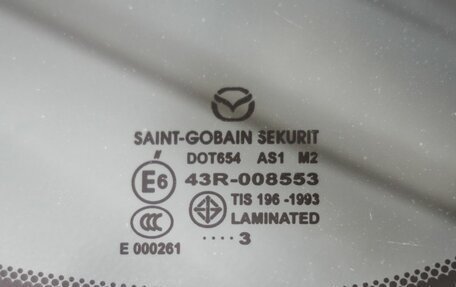 SAINT-GOBAIN SEKURIT
DOT654 AS1 M2
E6 43R-008553
TIS 196-1993
LAMINATED
E 000261
.... 3